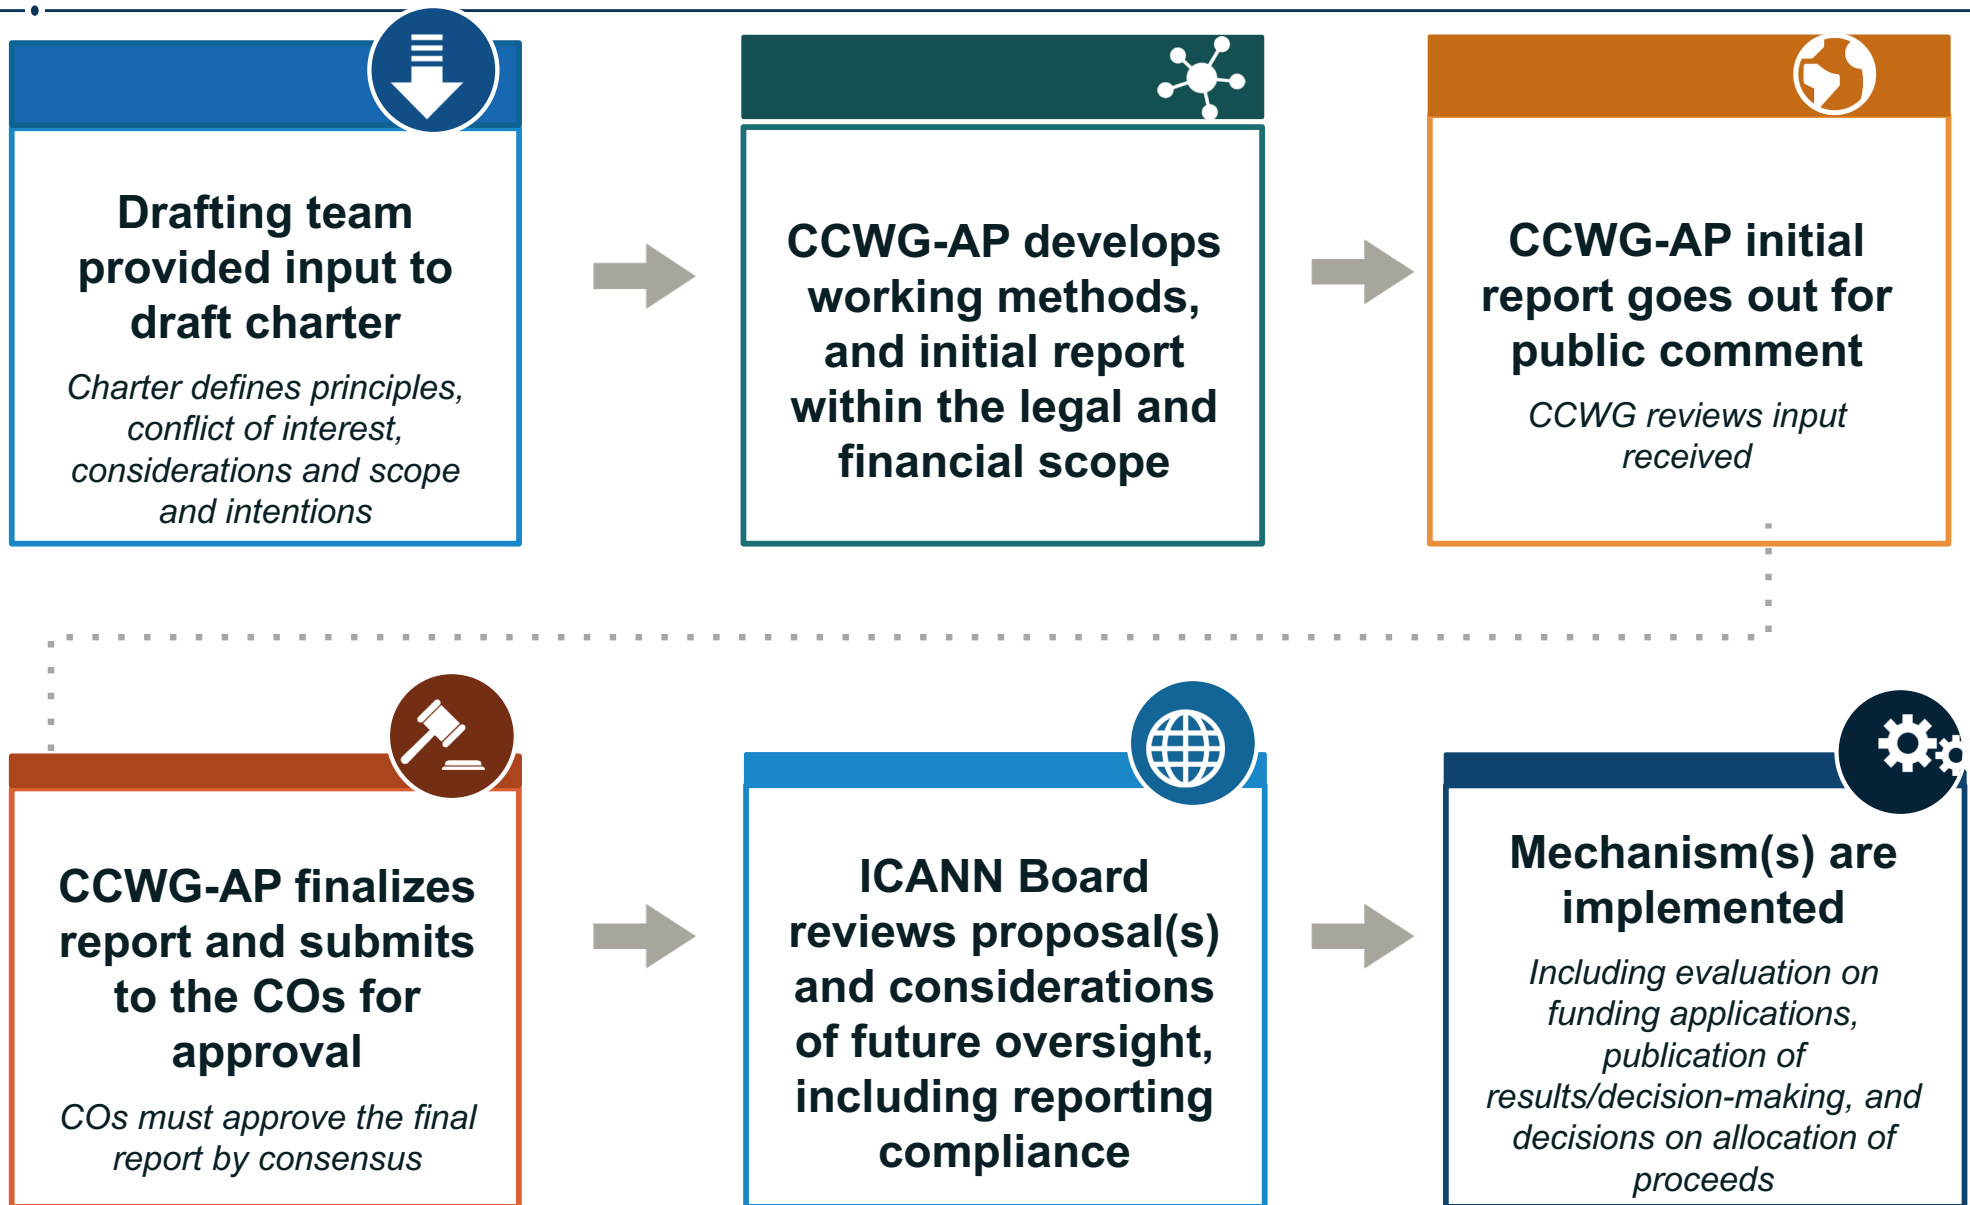 Drafting team
provided input to
draft charter
Charter defines principles,
conflict of interest,
considerations and scope
and intentions
CCWG-AP develops
working methods,
and initial report
within the legal and
financial scope
CCWG-AP initial
report goes out for
public comment
CCWG reviews input
received
CCWG-AP finalizes
report and submits
to the COs for
approval
COs must approve the final
report by consensus
ICANN Board
reviews proposal(s)
and considerations
of future oversight,
including reporting
compliance
Mechanism(s) are
implemented
Including evaluation on
funding applications,
publication of
results/decision-making, and
decisions on allocation of
proceeds